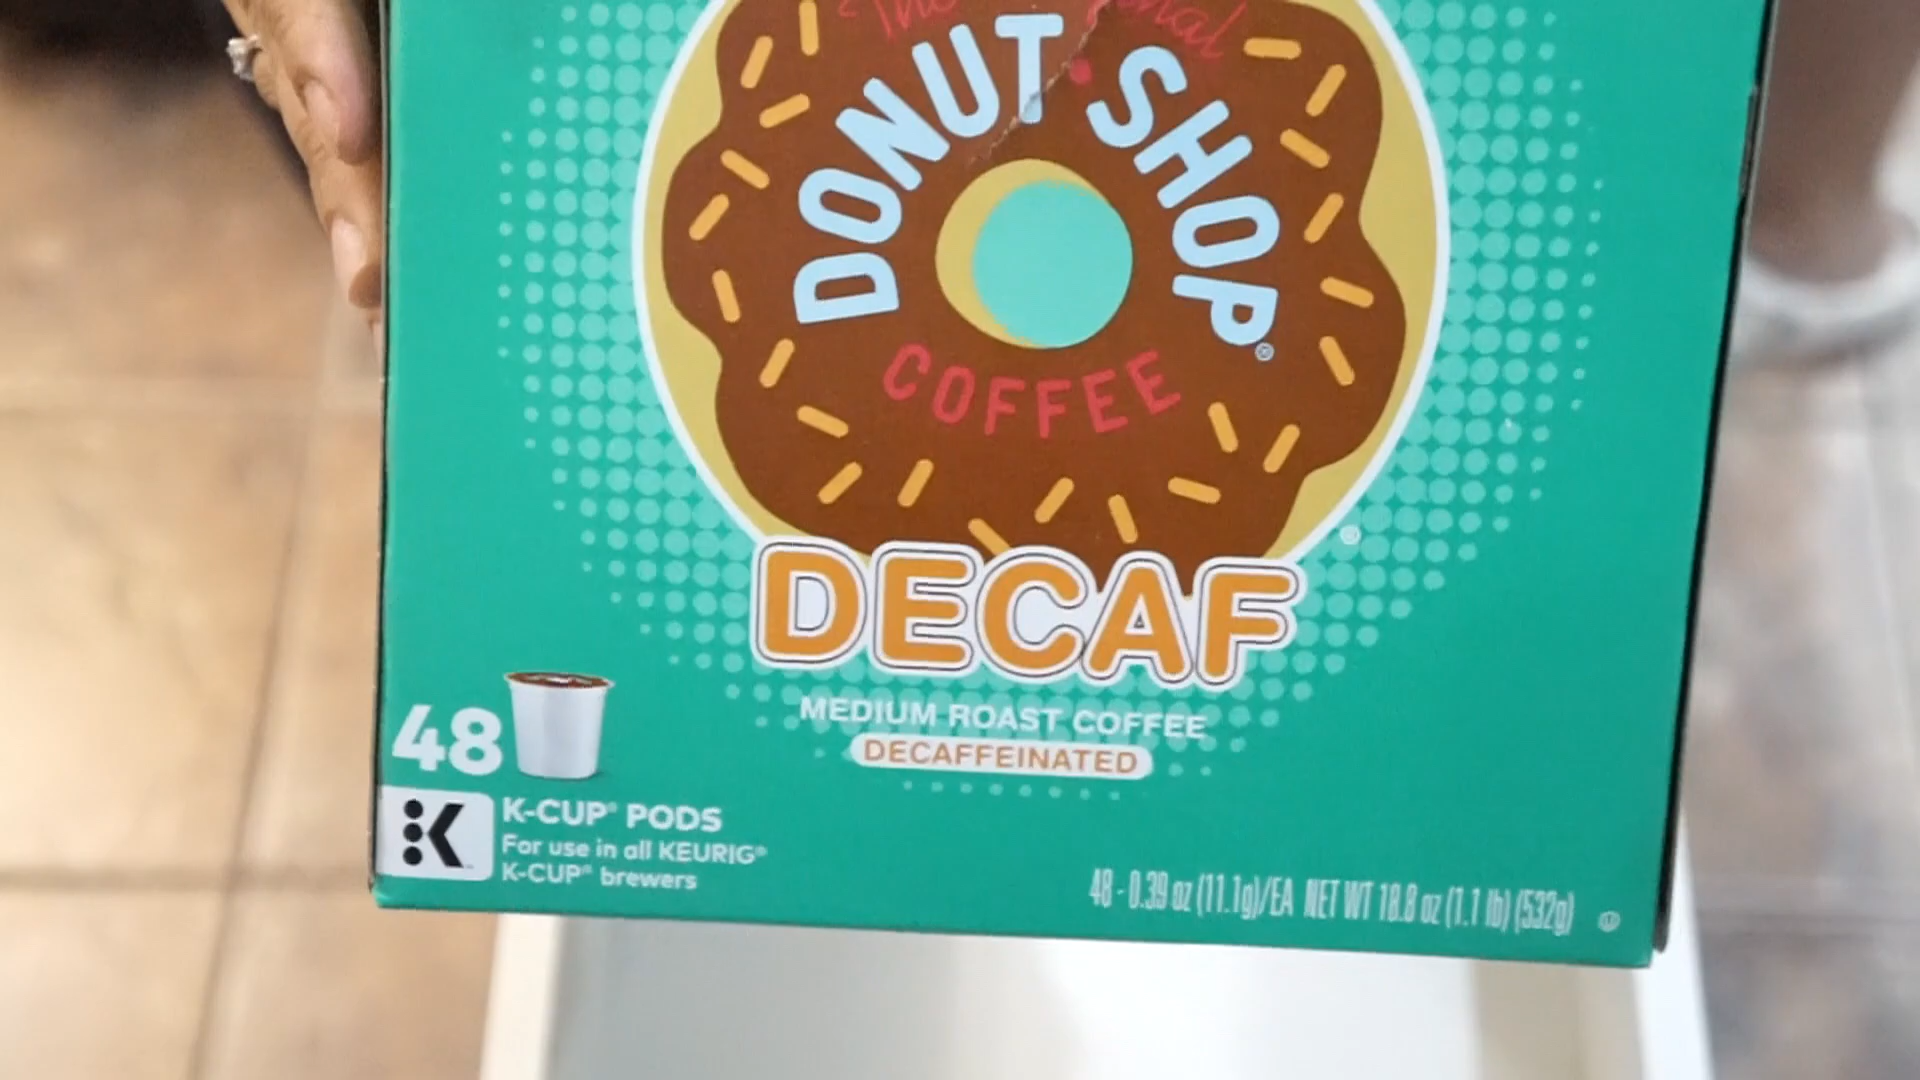 The
DONUT SHOP®
COFFEE
DECAF
MEDIUM ROAST COFFEE
DECAFFEINATED
48
K
K-CUP® PODS
For use in all KEURIG®
K-CUP® brewers
48 - 0.39 oz (11.1g)/EA NET WT 18.8 oz (1.1 lb) (532g)